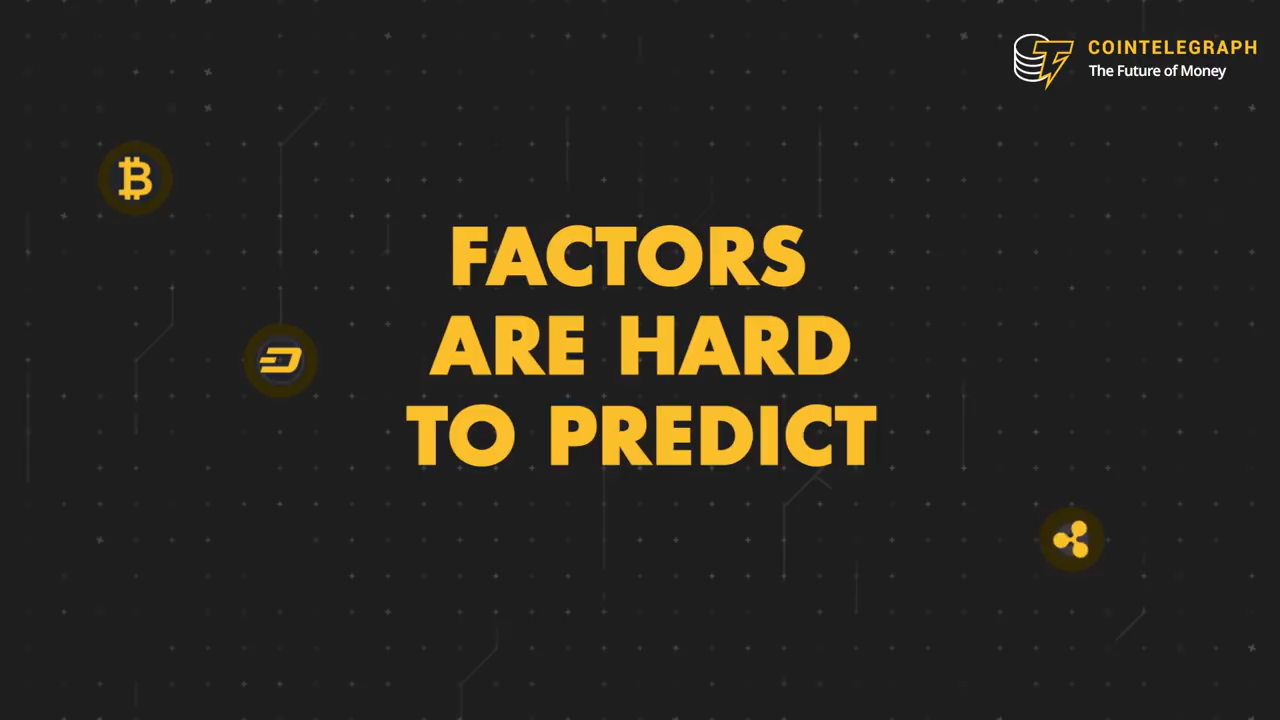 COINTELEGRAPH
The Future of Money
FACTORS
ARE HARD
TO PREDICT